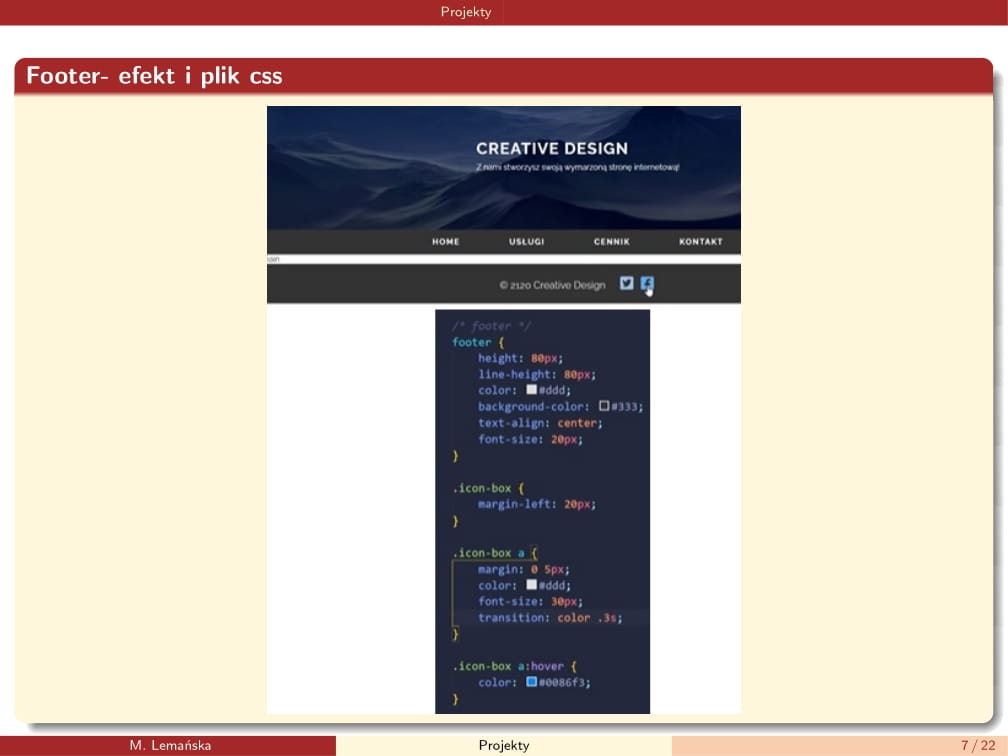 Projekty
Footer- efekt i plik css
CREATIVE DESIGN
Z nami stworzysz swoją wymarzoną stronę internetową!
HOME USŁUGI CENNIK KONTAKT
© 2120 Creative Design
/* footer */
footer {
height: 80px;
line-height: 80px;
color: #ddd;
background-color: #333;
text-align: center;
font-size: 20px;
}
.icon-box {
margin-left: 20px;
}
.icon-box a {
margin: 0 5px;
color: #ddd;
font-size: 30px;
transition: color .3s;
}
.icon-box a:hover {
color: #0086f3;
}
M. Lemańska Projekty 7 / 22